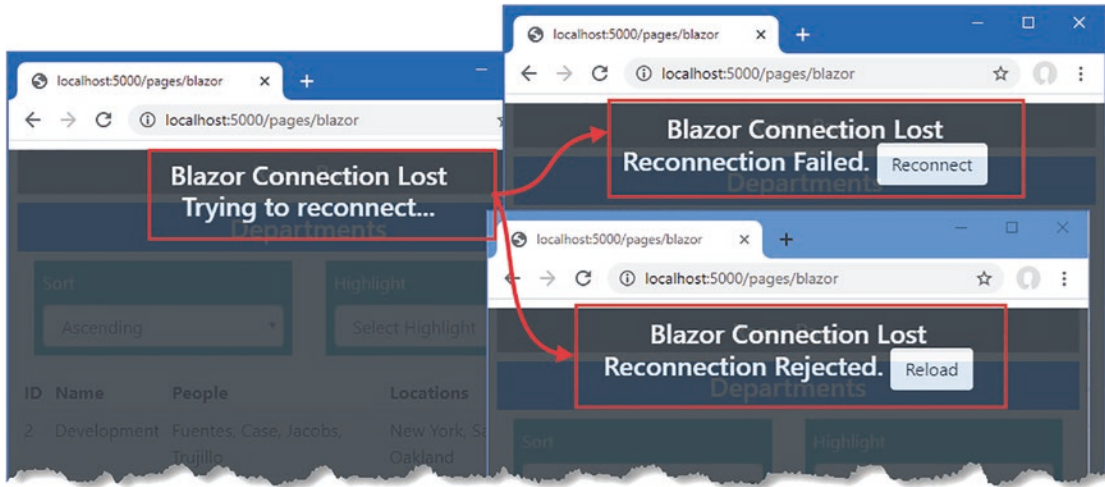 localhost:5000/pages/blazor
localhost:5000/pages/blazor
Blazor Connection Lost
Trying to reconnect...
Departments
Sort
Highlight
Ascending
Select Highlight
ID Name People Locations
2 Development Fuentes, Case, Jacobs, New York,
Trujillo Oakland
localhost:5000/pages/blazor
localhost:5000/pages/blazor
Blazor Connection Lost
Reconnection Failed. Reconnect
Departments
localhost:5000/pages/blazor
localhost:5000/pages/blazor
Blazor Connection Lost
Reconnection Rejected. Reload
Departments
Sort
Highlight